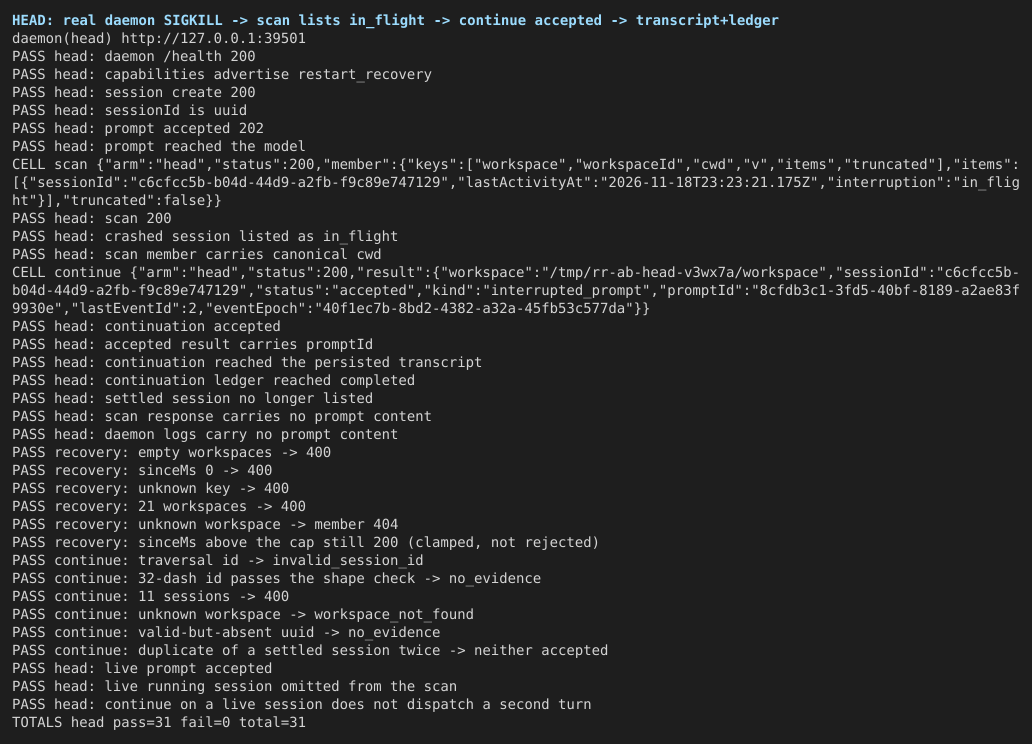 HEAD: real daemon SIGKILL -> scan lists in_flight -> continue accepted -> transcript+ledger
daemon(head) http://127.0.0.1:39501
PASS head: daemon /health 200
PASS head: capabilities advertise restart_recovery
PASS head: session create 200
PASS head: sessionId is uuid
PASS head: prompt accepted 202
PASS head: prompt reached the model
CELL scan {"arm":"head","status":200,"member":{"keys":["workspace","workspaceId","cwd","v","items","truncated"],"items":
[{"sessionId":"c6cfcc5b-b04d-44d9-a2fb-f9c89e747129","lastActivityAt":"2026-11-18T23:23:21.175Z","interruption":"in_flig
ht"}],"truncated":false}}
PASS head: scan 200
PASS head: crashed session listed as in_flight
PASS head: scan member carries canonical cwd
CELL continue {"arm":"head","status":200,"result":{"workspace":"/tmp/rr-ab-head-v3wx7a/workspace","sessionId":"c6cfcc5b-
b04d-44d9-a2fb-f9c89e747129","status":"accepted","kind":"interrupted_prompt","promptId":"8cfdb3c1-3fd5-40bf-8189-a2ae83f
9930e","lastEventId":2,"eventEpoch":"40f1ec7b-8bd2-4382-a32a-45fb53c577da"}}
PASS head: continuation accepted
PASS head: accepted result carries promptId
PASS head: continuation reached the persisted transcript
PASS head: continuation ledger reached completed
PASS head: settled session no longer listed
PASS head: scan response carries no prompt content
PASS head: daemon logs carry no prompt content
PASS recovery: empty workspaces -> 400
PASS recovery: sinceMs 0 -> 400
PASS recovery: unknown key -> 400
PASS recovery: 21 workspaces -> 400
PASS recovery: unknown workspace -> member 404
PASS recovery: sinceMs above the cap still 200 (clamped, not rejected)
PASS continue: traversal id -> invalid_session_id
PASS continue: 32-dash id passes the shape check -> no_evidence
PASS continue: 11 sessions -> 400
PASS continue: unknown workspace -> workspace_not_found
PASS continue: valid-but-absent uuid -> no_evidence
PASS continue: duplicate of a settled session twice -> neither accepted
PASS head: live prompt accepted
PASS head: live running session omitted from the scan
PASS head: continue on a live session does not dispatch a second turn
TOTALS head pass=31 fail=0 total=31